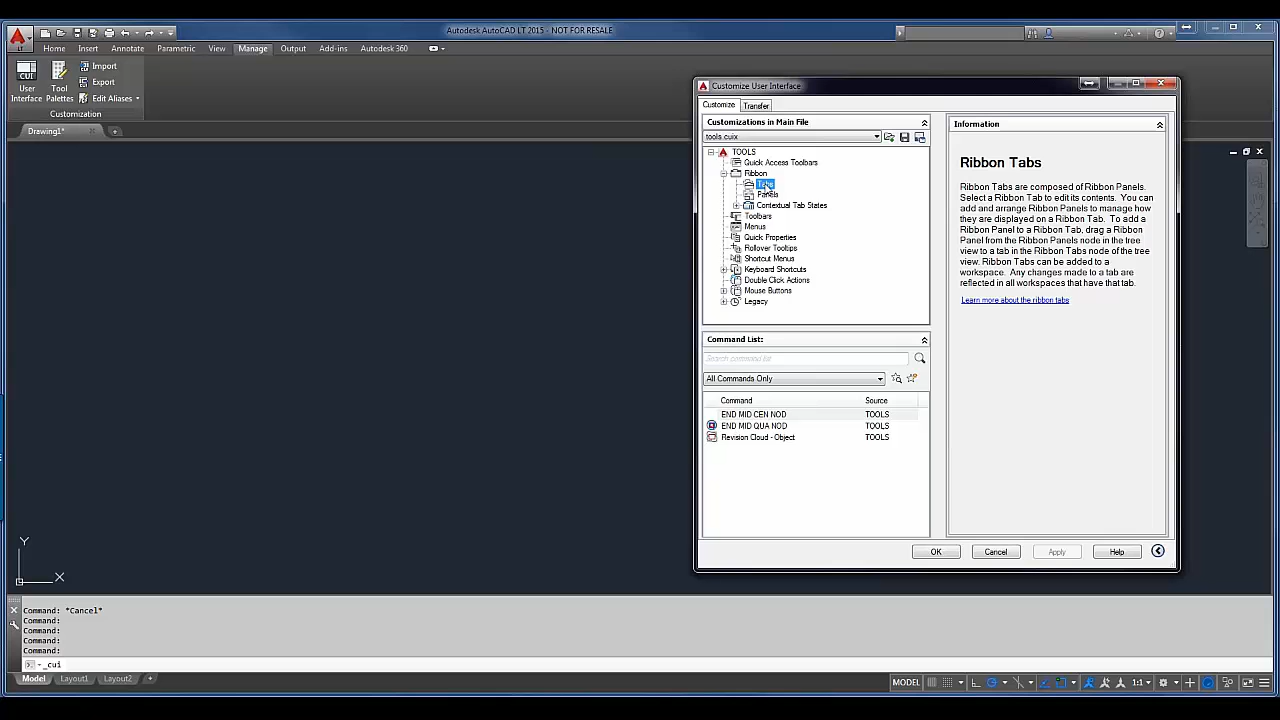 Autodesk AutoCAD LT 2015 - NOT FOR RESALE
LT
Home Insert Annotate Parametric View Manage Output Add-ins Autodesk 360
CUI
User Interface
Tool Palettes
Import
Export
Edit Aliases
Customization
Drawing1*
Customize User Interface
Customize Transfer
Customizations in Main File
tools cuix
TOOLS
Quick Access Toolbars
Ribbon
Tabs
Panels
Contextual Tab States
Toolbars
Menus
Quick Properties
Rollover Tooltips
Shortcut Menus
Keyboard Shortcuts
Double Click Actions
Mouse Buttons
Legacy
Command List:
Search command list
All Commands Only
Command Source
END MID CEN NOD TOOLS
END MID QUA NOD TOOLS
Revision Cloud - Object TOOLS
Information
Ribbon Tabs
Ribbon Tabs are composed of Ribbon Panels.
Select a Ribbon Tab to edit its contents. You
can add and arrange Ribbon Panels to manage how
they are displayed on a Ribbon Tab. To add a
Ribbon Panel to a Ribbon Tab, drag a Ribbon
Panel from the Ribbon Panels node in the tree
view to a tab in the Ribbon Tabs node of the tree
view. Ribbon Tabs can be added to a
workspace. Any changes made to a tab are
reflected in all workspaces that have that tab.
Learn more about the ribbon tabs
OK Cancel Apply Help
Y
X
Command: *Cancel*
Command:
Command:
Command:
Command:
_cui
Model Layout1 Layout2 +
MODEL 1:1